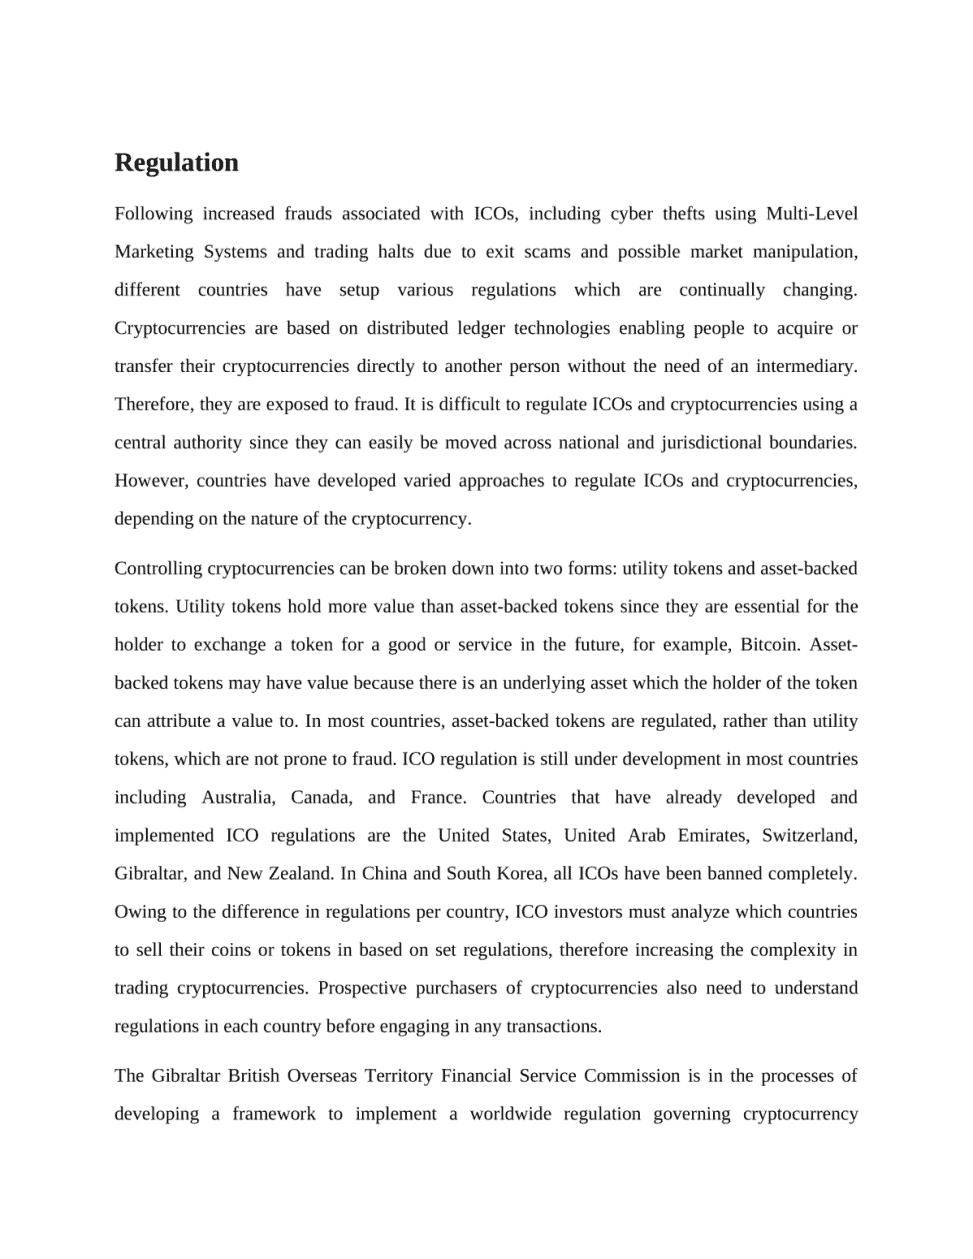 Regulation
Following increased frauds associated with ICOs, including cyber thefts using Multi-Level
Marketing Systems and trading halts due to exit scams and possible market manipulation,
different countries have setup various regulations which are continually changing.
Cryptocurrencies are based on distributed ledger technologies enabling people to acquire or
transfer their cryptocurrencies directly to another person without the need of an intermediary.
Therefore, they are exposed to fraud. It is difficult to regulate ICOs and cryptocurrencies using a
central authority since they can easily be moved across national and jurisdictional boundaries.
However, countries have developed varied approaches to regulate ICOs and cryptocurrencies,
depending on the nature of the cryptocurrency.
Controlling cryptocurrencies can be broken down into two forms: utility tokens and asset-backed
tokens. Utility tokens hold more value than asset-backed tokens since they are essential for the
holder to exchange a token for a good or service in the future, for example, Bitcoin. Asset-
backed tokens may have value because there is an underlying asset which the holder of the token
can attribute a value to. In most countries, asset-backed tokens are regulated, rather than utility
tokens, which are not prone to fraud. ICO regulation is still under development in most countries
including Australia, Canada, and France. Countries that have already developed and
implemented ICO regulations are the United States, United Arab Emirates, Switzerland,
Gibraltar, and New Zealand. In China and South Korea, all ICOs have been banned completely.
Owing to the difference in regulations per country, ICO investors must analyze which countries
to sell their coins or tokens in based on set regulations, therefore increasing the complexity in
trading cryptocurrencies. Prospective purchasers of cryptocurrencies also need to understand
regulations in each country before engaging in any transactions.
The Gibraltar British Overseas Territory Financial Service Commission is in the processes of
developing a framework to implement a worldwide regulation governing cryptocurrency